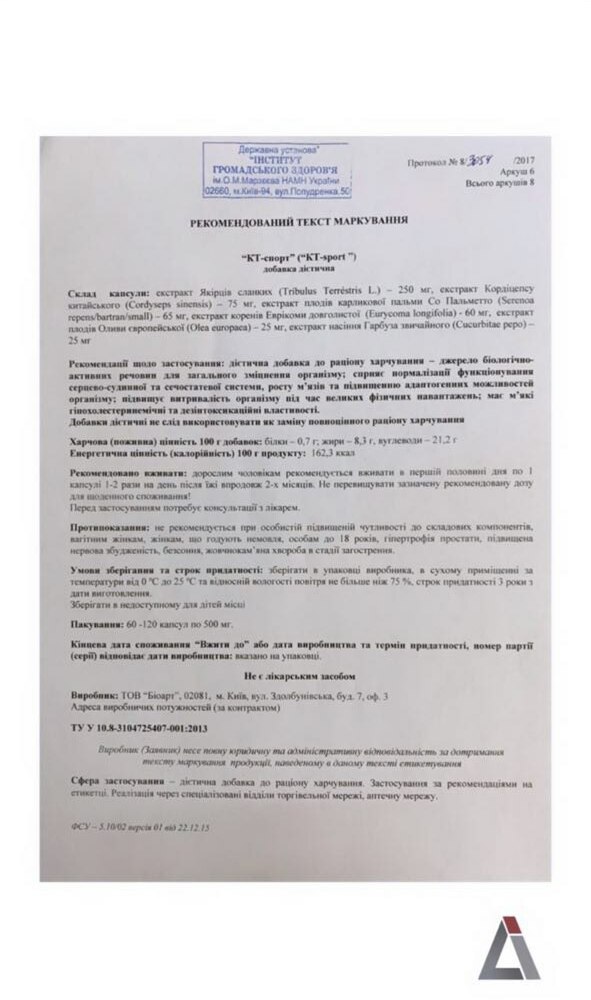 Державна установа"
"ІНСТИТУТ
ГРОМАДСЬКОГО ЗДОРОВ'Я
ім.О.М.Марзєєва НАМН України
02660, м.Київ-94, вул.Попудренка,50
Протокол № 8/3054 /2017
Аркуш 6
Всього аркушів 8
РЕКОМЕНДОВАНИЙ ТЕКСТ МАРКУВАННЯ
"КТ-спорт" ("KT-sport ")
добавка дієтична
Склад капсули: екстракт Якірців сланких (Tribulus Terréstris L.) – 250 мг, екстракт Кордіцепсу
китайського (Cordyseps sinensis) – 75 мг, екстракт плодів карликової пальми Со Пальметто (Serenoa
repens/bartran/small) – 65 мг, екстракт коренів Еврікоми довголистої (Eurycoma longifolia) - 60 мг, екстракт
плодів Оливи європейської (Olea europaea) – 25 мг, екстракт насіння Гарбуза звичайного (Cucurbitae pepo) –
25 мг
Рекомендації щодо застосування: дієтична добавка до раціону харчування – джерело біологічно-
активних речовин для загального зміцнення організму; сприяє нормалізації функціонування
серцево-судинної та сечостатевої системи, росту м'язів та підвищенню адаптогенних можливостей
організму; підвищує витривалість організму під час великих фізичних навантажень; має м'які
гіпохолестеринемічні та дезінтоксикаційні властивості.
Добавки дієтичні не слід використовувати як заміну повноцінного раціону харчування
Харчова (поживна) цінність 100 г добавок: білки – 0,7 г; жири – 8,3 г, вуглеводи – 21,2 г
Енергетична цінність (калорійність) 100 г продукту: 162,3 ккал
Рекомендовано вживати: дорослим чоловікам рекомендується вживати в першій половині дня по 1
капсулі 1-2 рази на день після їжі впродовж 2-х місяців. Не перевищувати зазначену рекомендовану дозу
для щоденного споживання!
Перед застосуванням потребує консультації з лікарем.
Протипоказання: не рекомендується при особистій підвищеній чутливості до складових компонентів,
вагітним жінкам, жінкам, що годують немовля, особам до 18 років, гіпертрофія простати, підвищена
нервова збудженість, безсоння, жовчнокам'яна хвороба в стадії загострення.
Умови зберігання та строк придатності: зберігати в упаковці виробника, в сухому приміщенні за
температури від 0 ºС до 25 ºС та відносній вологості повітря не більше ніж 75 %, строк придатності 3 роки з
дати виготовлення.
Зберігати в недоступному для дітей місці
Пакування: 60 -120 капсул по 500 мг.
Кінцева дата споживання "Вжити до" або дата виробництва та термін придатності, номер партії
(серії) відповідає дати виробництва: вказано на упаковці.
Не є лікарським засобом
Виробник: ТОВ "Біоарт", 02081, м. Київ, вул. Здолбунівська, буд. 7, оф. 3
Адреса виробничих потужностей (за контрактом)
ТУ У 10.8-3104725407-001:2013
Виробник (Заявник) несе повну юридичну та адміністративну відповідальність за дотримання
тексту маркування продукції, наведеному в даному тексті етикетування
Сфера застосування – дієтична добавка до раціону харчування. Застосування за рекомендаціями на
етикетці. Реалізація через спеціалізовані відділи торгівельної мережі, аптечну мережу.
ФСУ – 5.10/02 версія 01 від 22.12.15